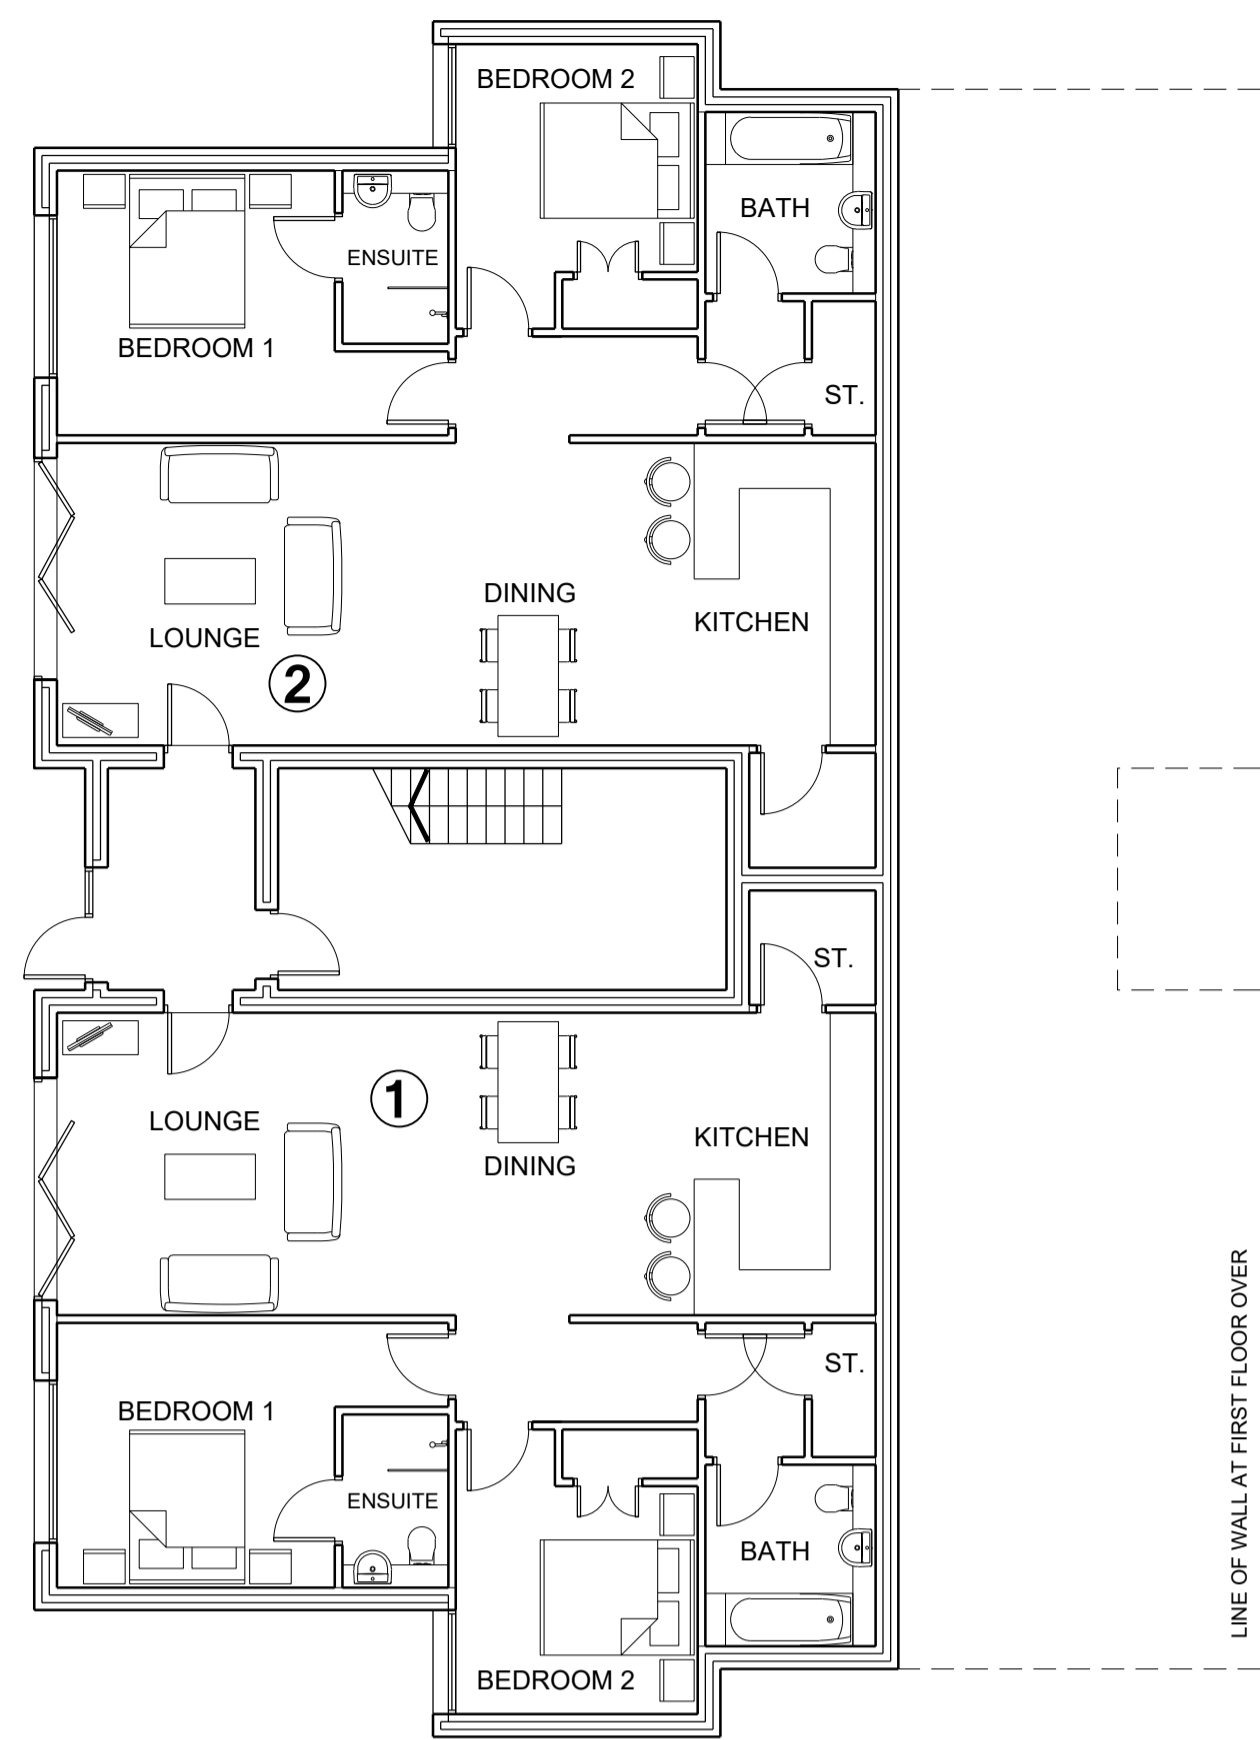 BEDROOM 2
BATH
ENSUITE
BEDROOM 1
ST.
DINING
KITCHEN
LOUNGE
2
ST.
1
LOUNGE
KITCHEN
DINING
ST.
BEDROOM 1
ENSUITE
BATH
BEDROOM 2
LINE OF WALL AT FIRST FLOOR OVER